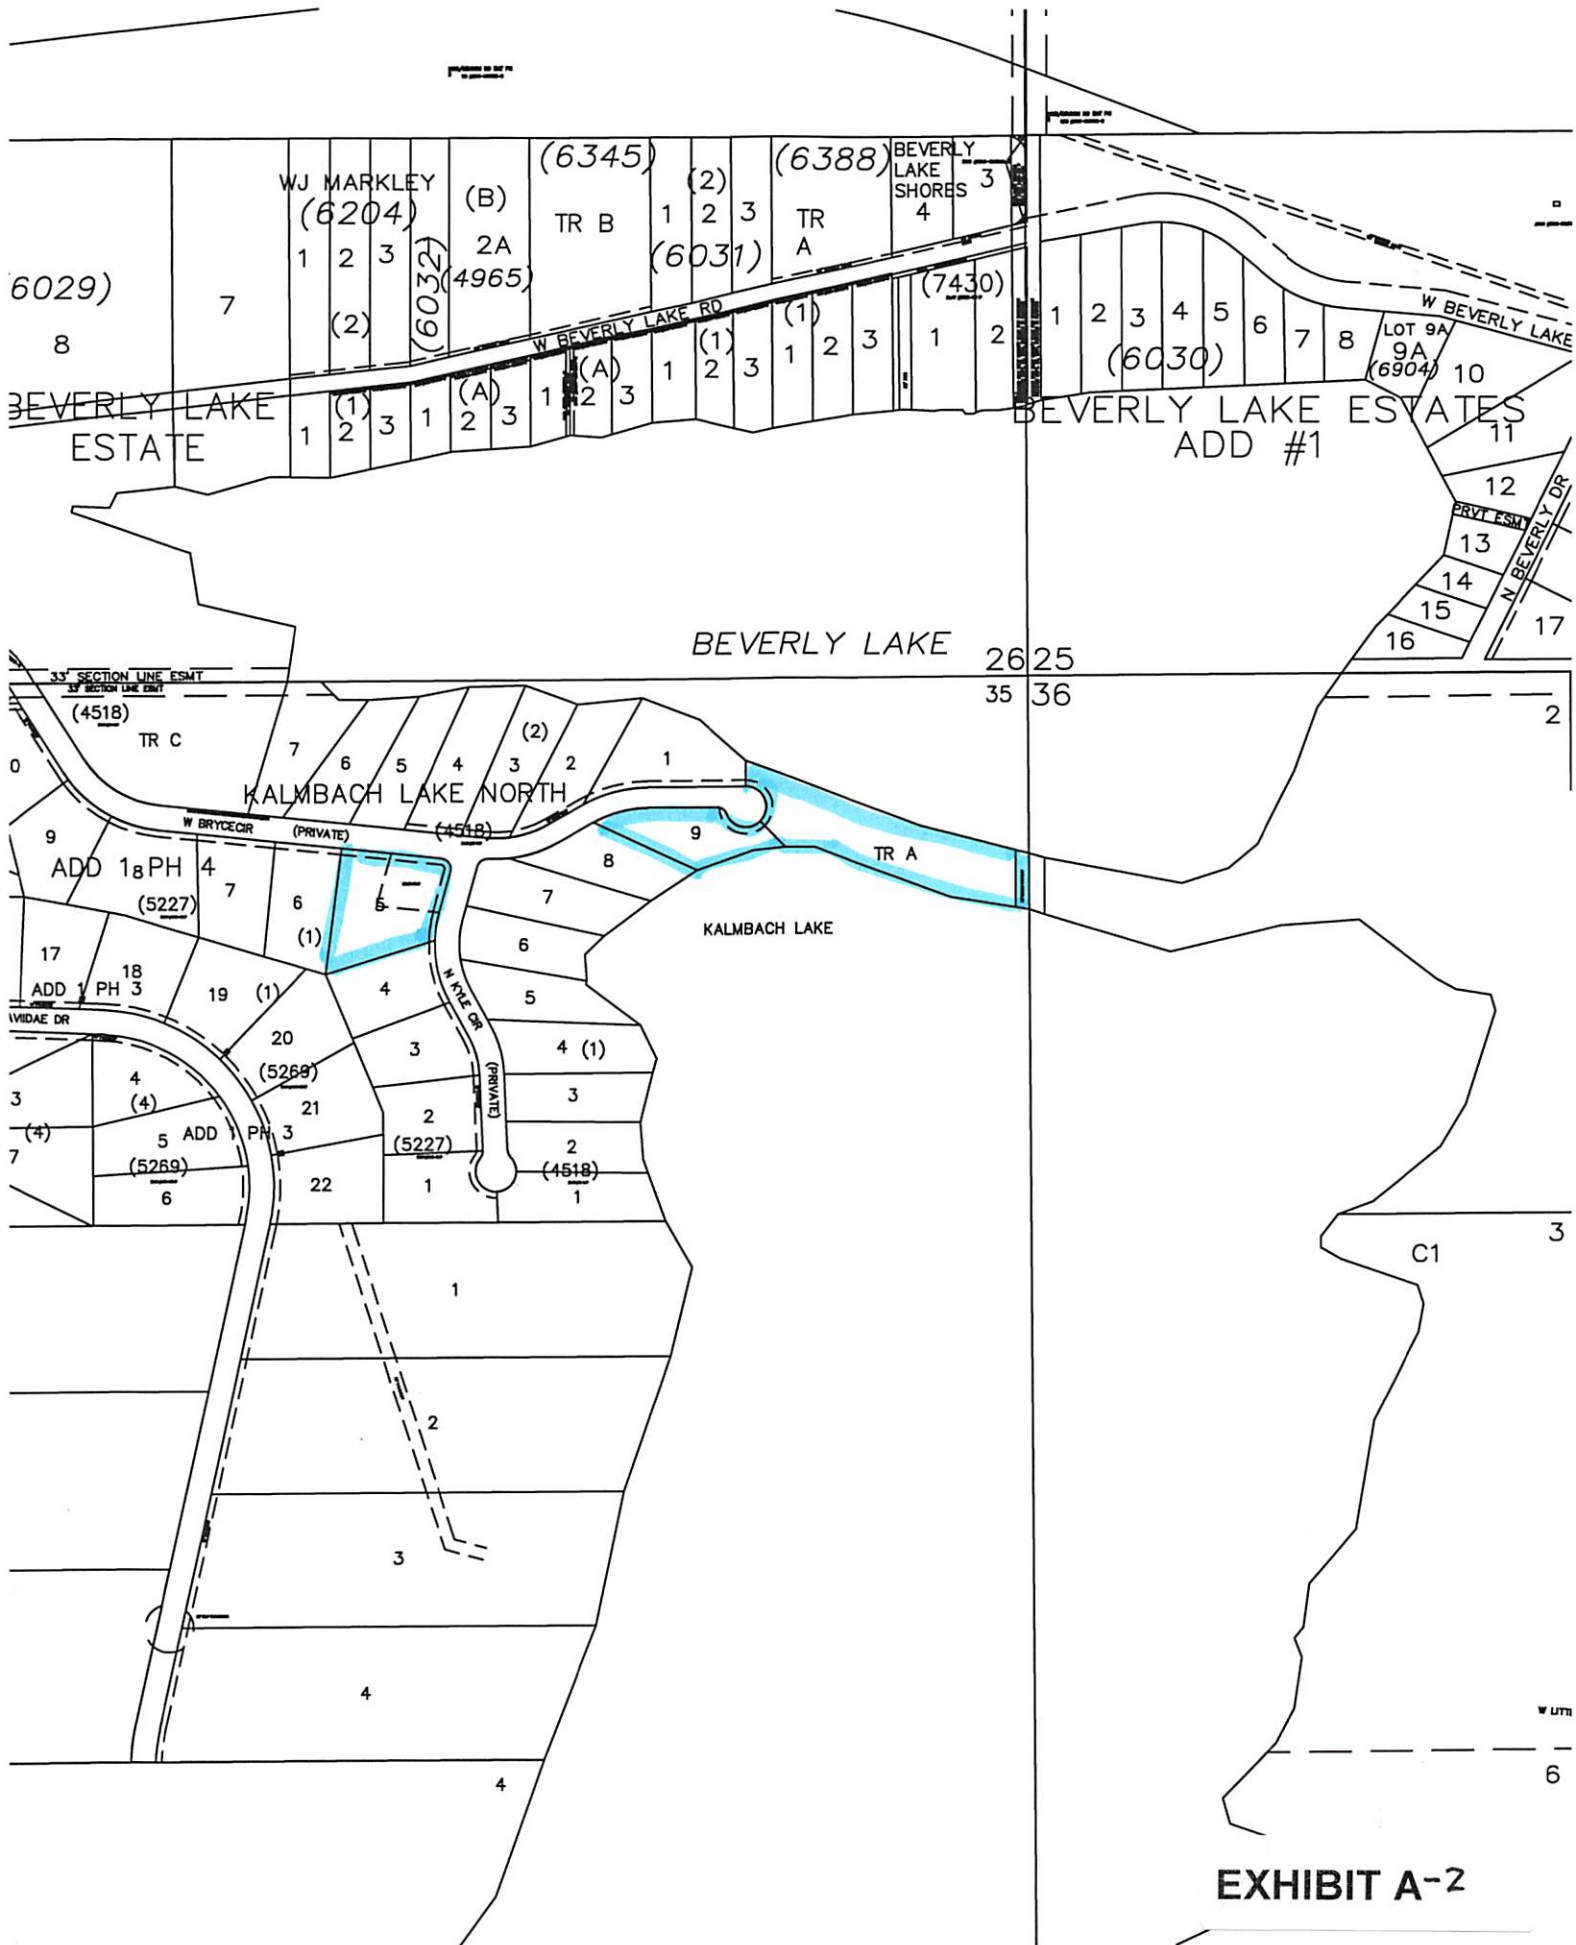 (6345)
(6388)
BEVERLY
LAKE
SHORES
3
4
WJ MARKLEY
(6204)
(B)
2A
(4965)
TR B
(2)
1 2 3
(6031)
TR
A
1 2 3
(2)
(6032)
6029)
8
7
(7430)
W BEVERLY LAKE RD
W BEVERLY LAKE
BEVERLY LAKE
ESTATE
(1)
1 2 3
(A)
1 2 3
(A)
1 2 3
(1)
1 2 3
(1)
1 2 3
1 2
1 2 3 4 5 6 7 8
(6030)
LOT 9A
9A
(6904)
10
BEVERLY LAKE ESTATES
ADD #1
11
12
PRVT ESMT
13
14
15
16
17
N BEVERLY DR
BEVERLY LAKE
26 25
35 36
33' SECTION LINE ESMT
33' SECTION LINE ESMT
(4518)
TR C
2
7 6 5 4 3 2 1
(2)
KALMBACH LAKE NORTH
W BRYCECIR (PRIVATE)
(4518)
0
9
ADD 1 PH 4
8
(5227)
7
6
(1)
5
9
8
7
6
TR A
KALMBACH LAKE
17
18
ADD 1 PH 3
19 (1)
4
N KYLE CIR
(PRIVATE)
5
AVIIDAE DR
20
(5269)
3
4 (1)
3
(4)
7
4
(4)
21
2
(5227)
3
5
ADD 1 PH 3
(5269)
2
(4518)
6
22
1
1
3
C1
1
2
3
4
4
W LITTL
6
EXHIBIT A-2